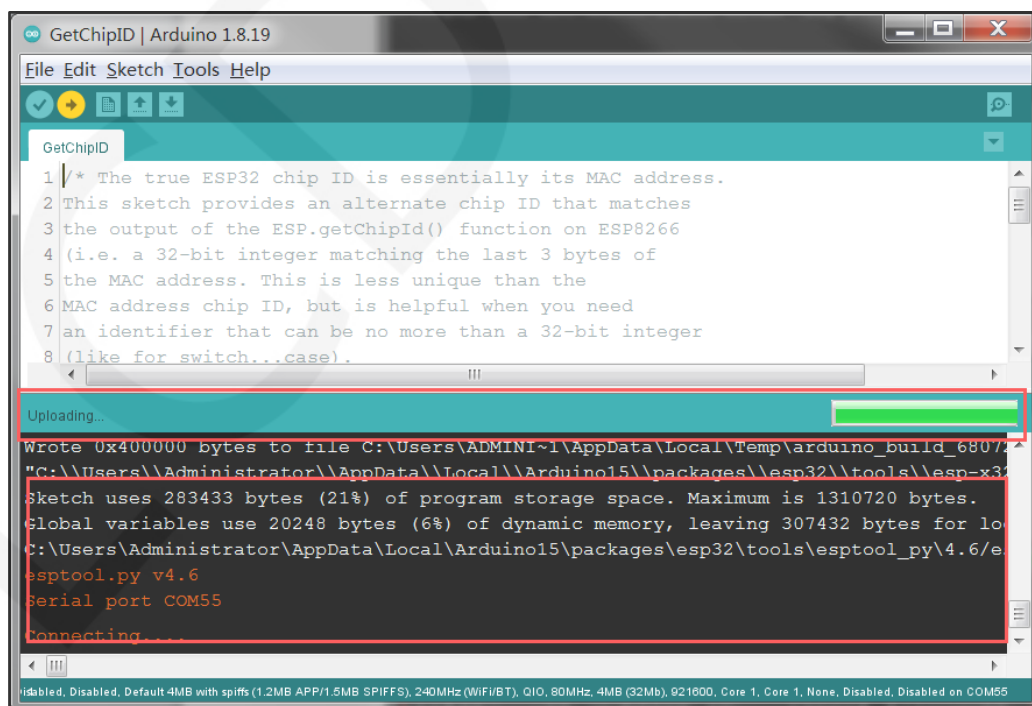 GetChipID | Arduino 1.8.19
File Edit Sketch Tools Help
GetChipID
1 /* The true ESP32 chip ID is essentially its MAC address.
2 This sketch provides an alternate chip ID that matches
3 the output of the ESP.getChipId() function on ESP8266
4 (i.e. a 32-bit integer matching the last 3 bytes of
5 the MAC address. This is less unique than the
6 MAC address chip ID, but is helpful when you need
7 an identifier that can be no more than a 32-bit integer
8 (like for switch...case).
Uploading...
Wrote 0x400000 bytes to file C:\Users\ADMINI~1\AppData\Local\Temp\arduino_build_68072
"C:\\Users\\Administrator\\AppData\\Local\\Arduino15\\packages\\esp32\\tools\\esp-x32
Sketch uses 283433 bytes (21%) of program storage space. Maximum is 1310720 bytes.
Global variables use 20248 bytes (6%) of dynamic memory, leaving 307432 bytes for lo
C:\Users\Administrator\AppData\Local\Arduino15\packages\esp32\tools\esptool_py\4.6/e
esptool.py v4.6
Serial port COM55
Connecting....
isabled, Disabled, Default 4MB with spiffs (1.2MB APP/1.5MB SPIFFS), 240MHz (WiFi/BT), QIO, 80MHz, 4MB (32Mb), 921600, Core 1, Core 1, None, Disabled, Disabled on COM55